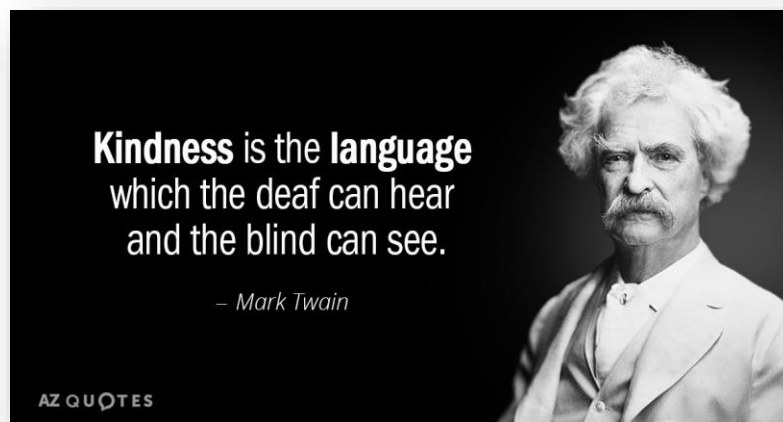 Kindness is the language
which the deaf can hear
and the blind can see.
– Mark Twain
AZ QUOTES